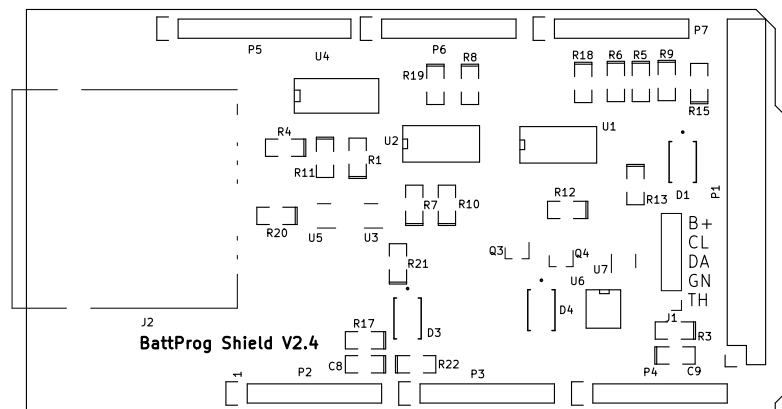 P5
P6
P7
U4
R19
R8
R18
R6
R5
R9
R15
R4
R11
R1
U2
U1
R13
D1
P1
R20
U5
U3
R7
R10
R12
B+
CL
DA
GN
TH
Q3
Q4
U7
R21
U6
J2
D3
D4
J1
BattProg Shield V2.4
R17
R3
C8
R22
P4
C9
1
P2
P3